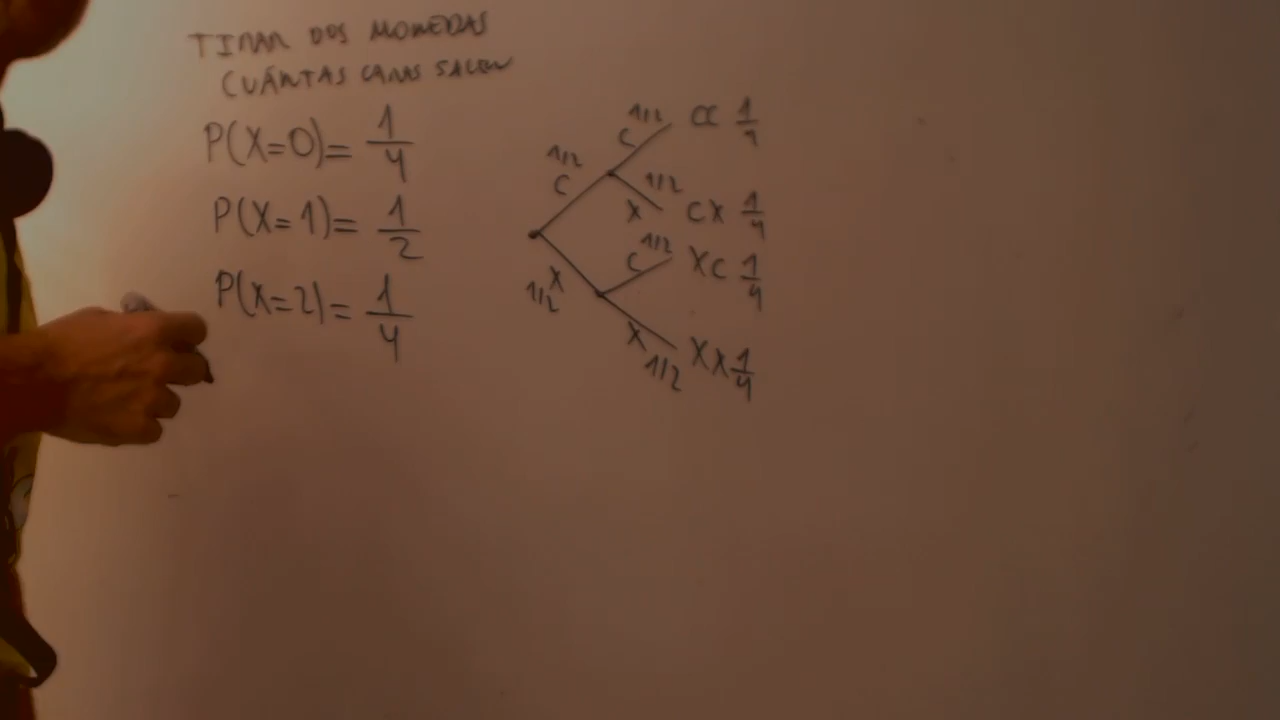 TIRAR DOS MONEDAS
CUÁNTAS CARAS SALEN
P(X=0)= 1/4
P(X=1)= 1/2
P(X=2)= 1/4
1/2 C
1/2 C CC 1/4
1/2 X CX 1/4
1/2 X
1/2 C XC 1/4
X 1/2 XX 1/4